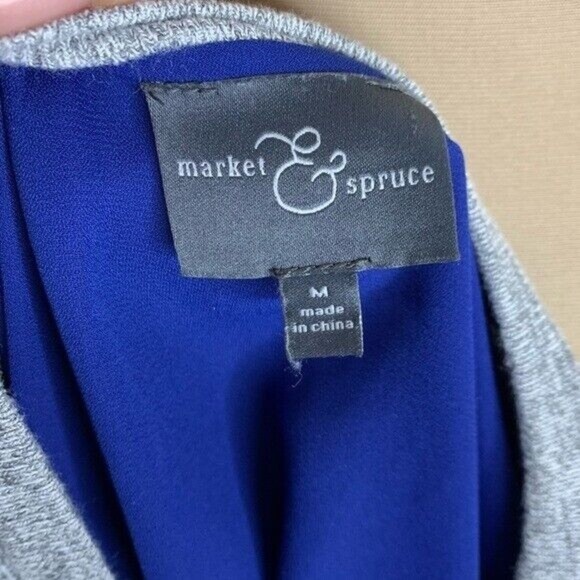 market & spruce
M
made
in china